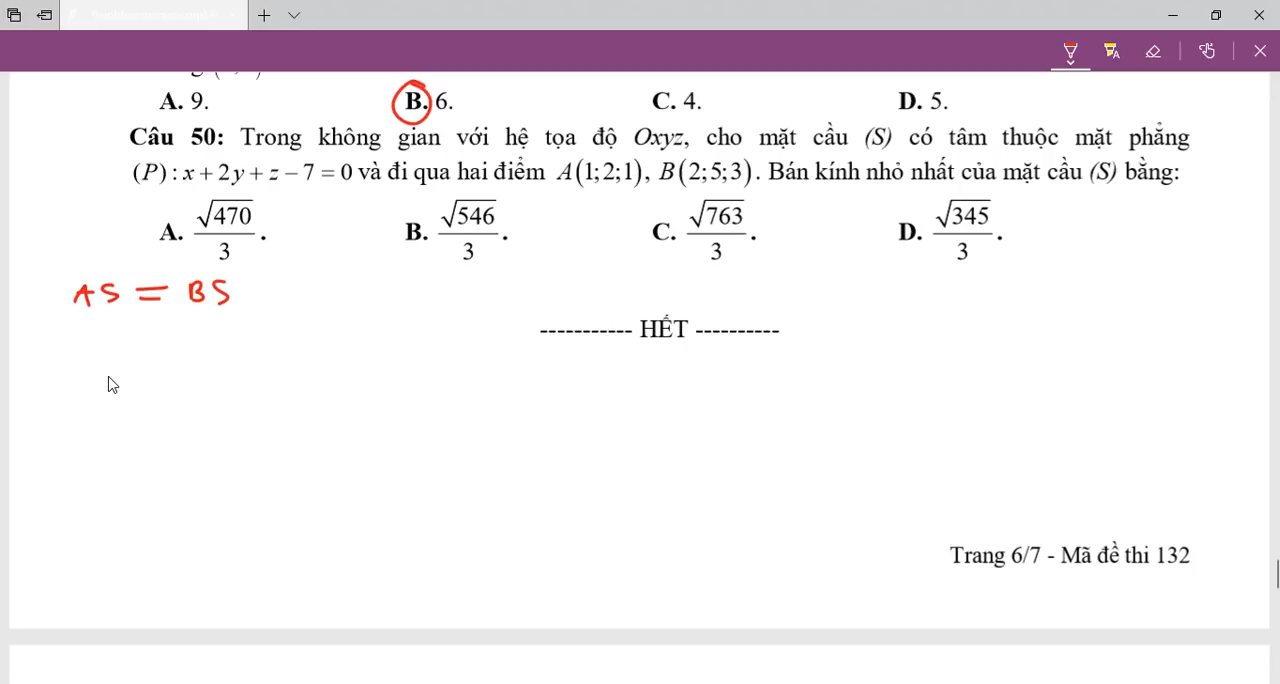 A. 9. B. 6. C. 4. D. 5.
Câu 50: Trong không gian với hệ tọa độ Oxyz, cho mặt cầu (S) có tâm thuộc mặt phẳng
(P) : x + 2y + z − 7 = 0 và đi qua hai điểm A(1;2;1), B(2;5;3). Bán kính nhỏ nhất của mặt cầu (S) bằng:
A. √470/3 . B. √546/3 . C. √763/3 . D. √345/3 .
AS = BS
----------- HẾT ----------
Trang 6/7 - Mã đề thi 132